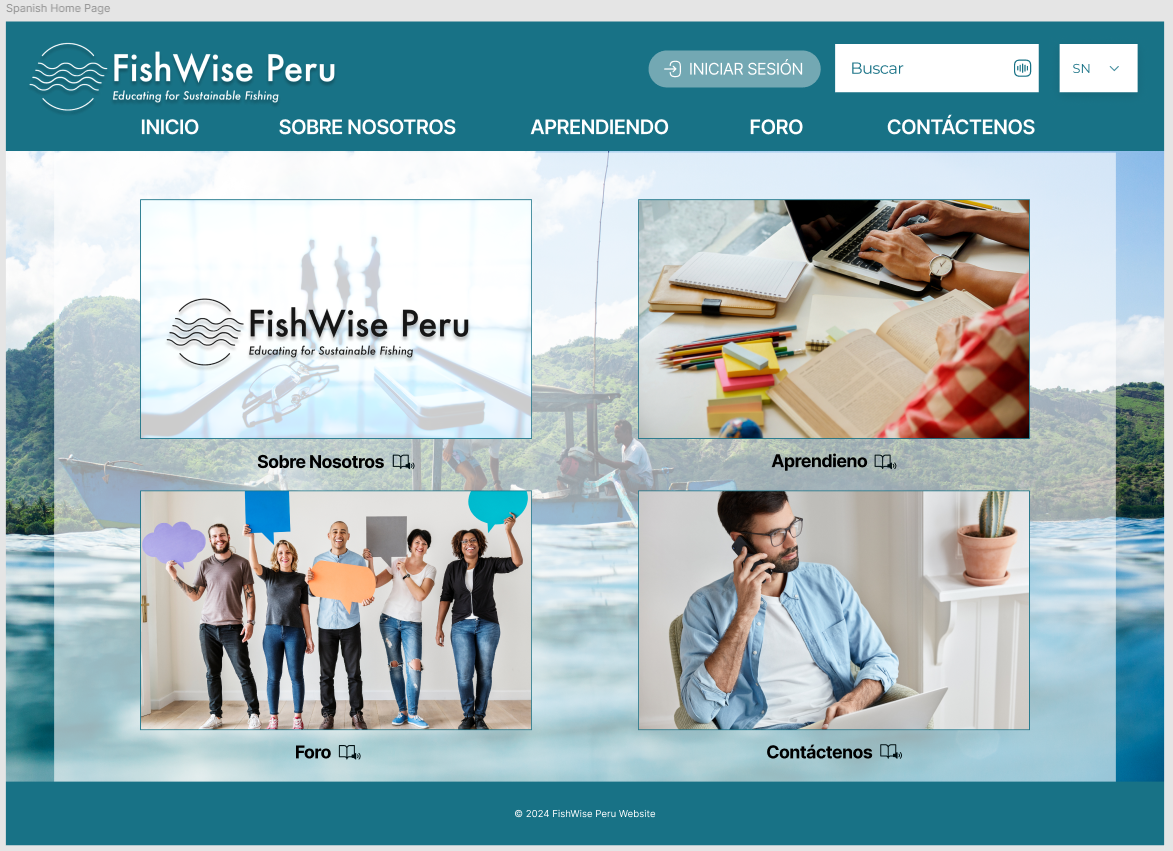 Spanish Home Page
FishWise Peru
Educating for Sustainable Fishing
INICIAR SESIÓN
Buscar
SN
INICIO
SOBRE NOSOTROS
APRENDIENDO
FORO
CONTÁCTENOS
FishWise Peru
Educating for Sustainable Fishing
Sobre Nosotros
Aprendieno
Foro
Contáctenos
© 2024 FishWise Peru Website